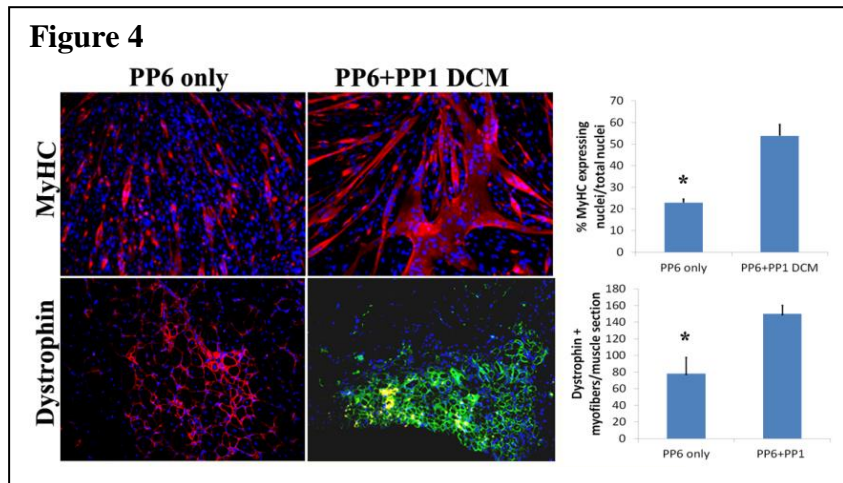 Figure 4
PP6 only
PP6+PP1 DCM
MyHC
Dystrophin
% MyHC expressing
nuclei/total nuclei
70
60
50
40
30
20
10
0
*
PP6 only
PP6+PP1 DCM
Dystrophin +
myofibers/muscle section
180
160
140
120
100
80
60
40
20
0
*
PP6 only
PP6+PP1